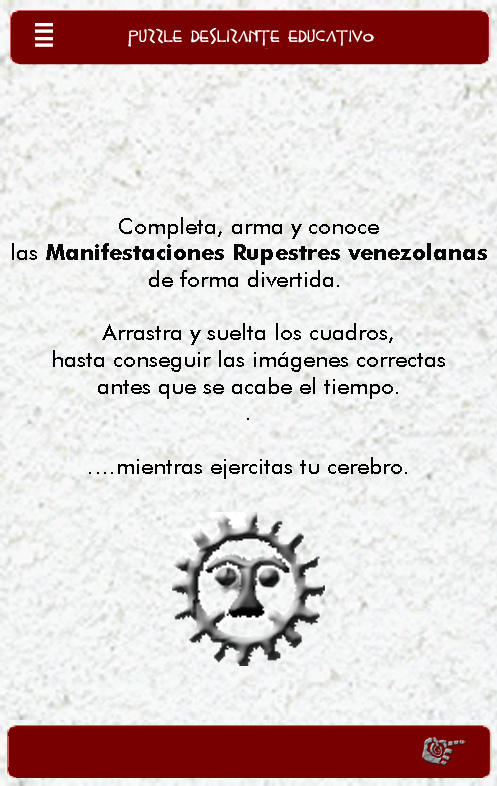 PUZZLE DESLIZANTE EDUCATIVO
Completa, arma y conoce
las Manifestaciones Rupestres venezolanas
de forma divertida.
Arrastra y suelta los cuadros,
hasta conseguir las imágenes correctas
antes que se acabe el tiempo.
.
....mientras ejercitas tu cerebro.